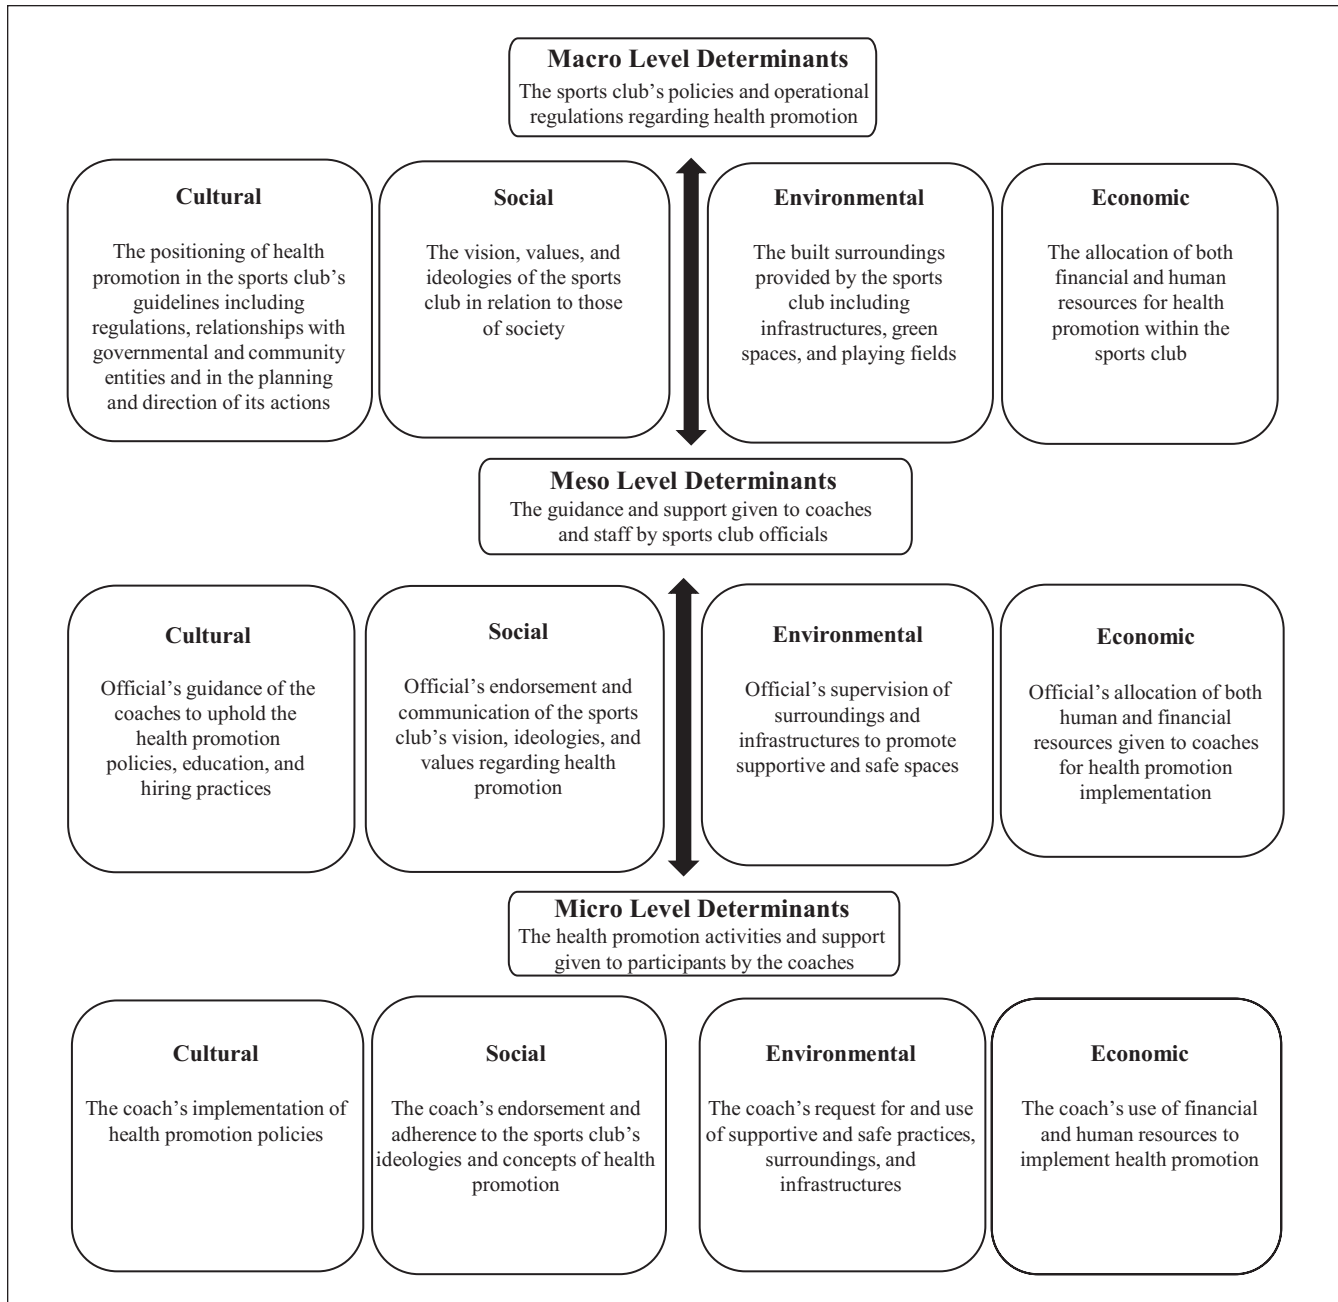 Macro Level Determinants
The sports club’s policies and operational
regulations regarding health promotion
Cultural
The positioning of health
promotion in the sports club’s
guidelines including
regulations, relationships with
governmental and community
entities and in the planning
and direction of its actions
Social
The vision, values, and
ideologies of the sports
club in relation to those
of society
Environmental
The built surroundings
provided by the sports
club including
infrastructures, green
spaces, and playing fields
Economic
The allocation of both
financial and human
resources for health
promotion within the
sports club
Meso Level Determinants
The guidance and support given to coaches
and staff by sports club officials
Cultural
Official’s guidance of the
coaches to uphold the
health promotion
policies, education, and
hiring practices
Social
Official’s endorsement and
communication of the sports
club’s vision, ideologies, and
values regarding health
promotion
Environmental
Official’s supervision of
surroundings and
infrastructures to promote
supportive and safe spaces
Economic
Official’s allocation of both
human and financial
resources given to coaches
for health promotion
implementation
Micro Level Determinants
The health promotion activities and support
given to participants by the coaches
Cultural
The coach’s implementation of
health promotion policies
Social
The coach’s endorsement and
adherence to the sports club’s
ideologies and concepts of health
promotion
Environmental
The coach’s request for and use
of supportive and safe practices,
surroundings, and
infrastructures
Economic
The coach’s use of financial
and human resources to
implement health promotion